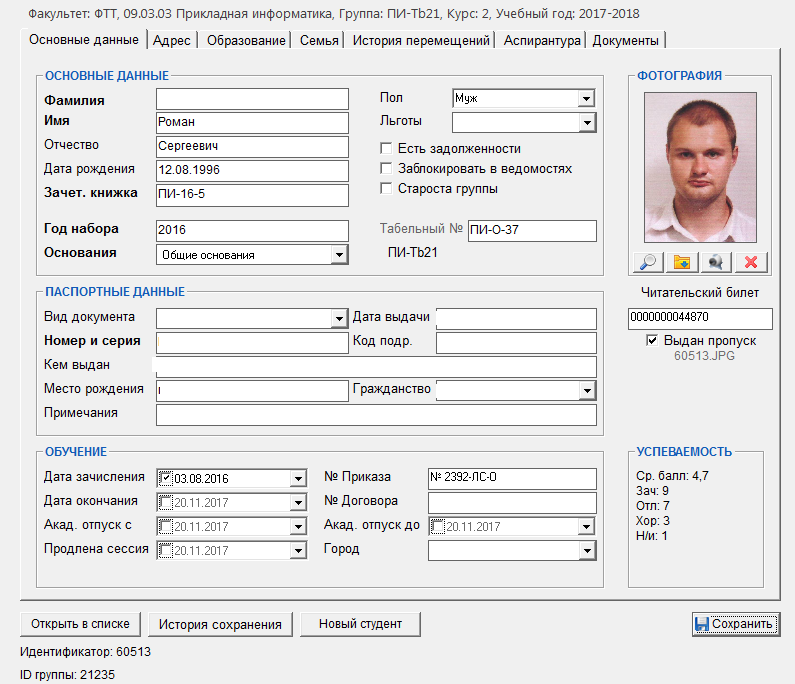 Факультет: ФТТ, 09.03.03 Прикладная информатика, Группа: ПИ-Tb21, Курс: 2, Учебный год: 2017-2018
Основные данные Адрес Образование Семья История перемещений Аспирантура Документы
ОСНОВНЫЕ ДАННЫЕ
Фамилия
Имя Роман
Отчество Сергеевич
Дата рождения 12.08.1996
Зачет. книжка ПИ-16-5
Год набора 2016
Основания Общие основания
Пол Муж
Льготы
Есть задолженности
Заблокировать в ведомостях
Староста группы
Табельный № ПИ-О-37
ПИ-Tb21
ФОТОГРАФИЯ
Читательский билет
0000000044870
Выдан пропуск
60513.JPG
ПАСПОРТНЫЕ ДАННЫЕ
Вид документа Дата выдачи
Номер и серия Код подр.
Кем выдан
Место рождения Гражданство
Примечания
ОБУЧЕНИЕ
Дата зачисления 03.08.2016 № Приказа № 2392-ЛС-О
Дата окончания 20.11.2017 № Договора
Акад. отпуск с 20.11.2017 Акад. отпуск до 20.11.2017
Продлена сессия 20.11.2017 Город
УСПЕВАЕМОСТЬ
Ср. балл: 4,7
Зач: 9
Отл: 7
Хор: 3
Н/и: 1
Открыть в списке История сохранения Новый студент Сохранить
Идентификатор: 60513
ID группы: 21235